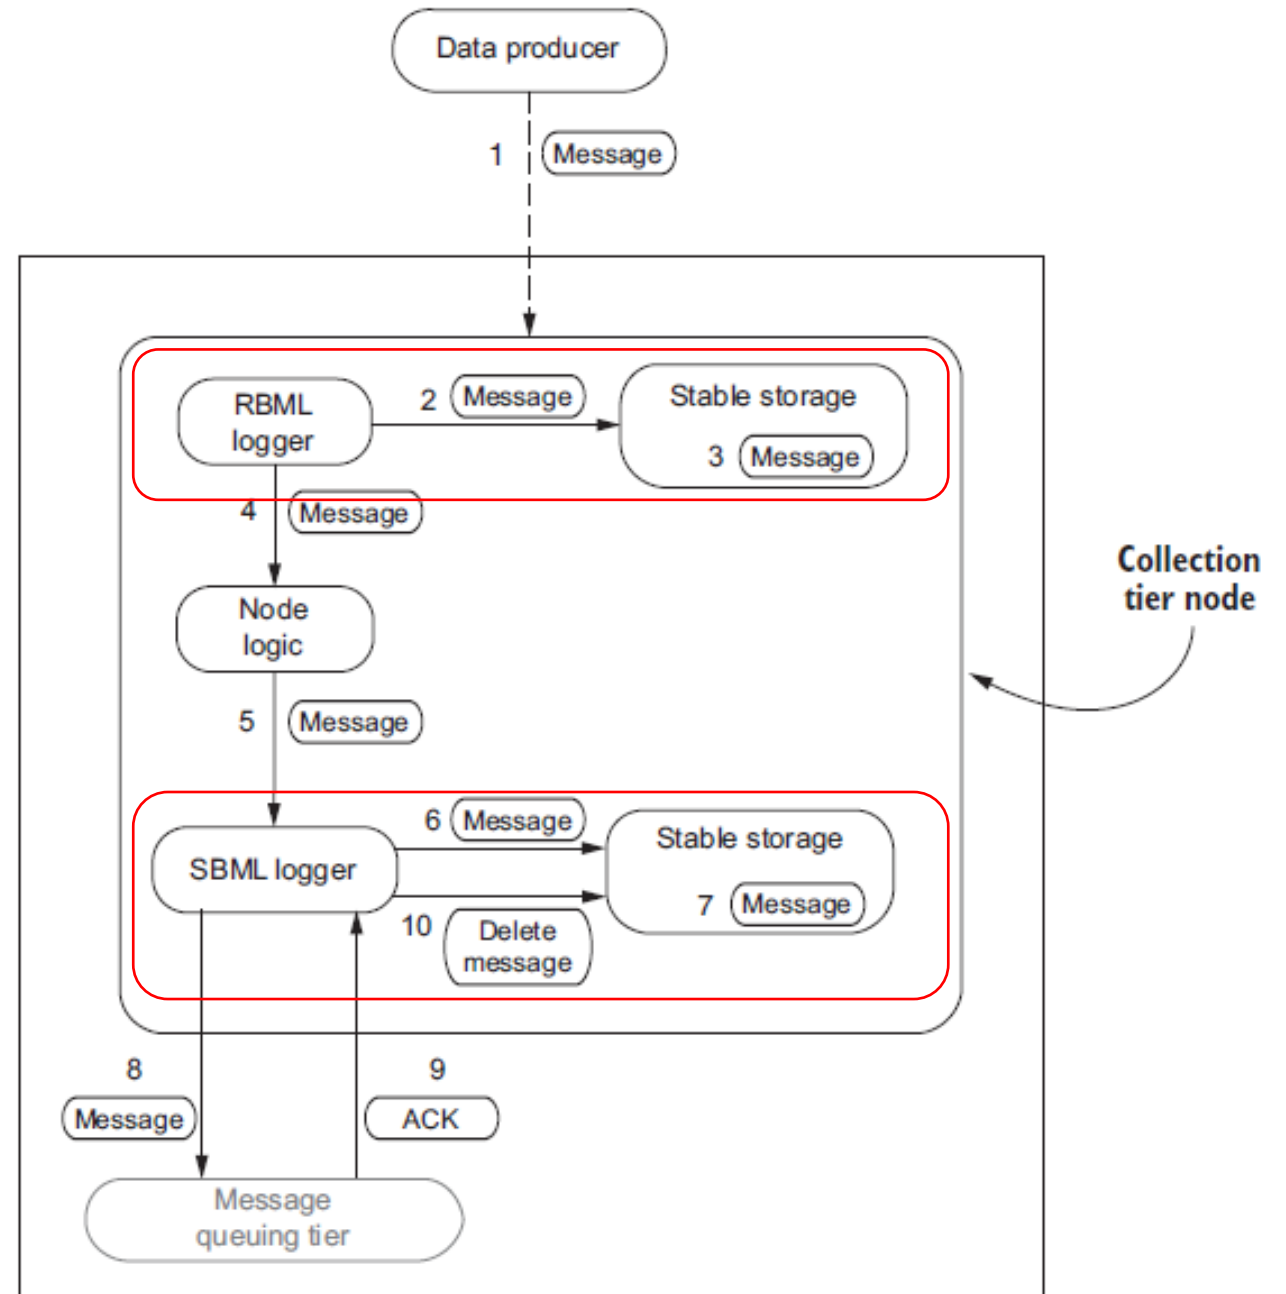 Data producer
1 Message
RBML
logger
2 Message
Stable storage
3 Message
4 Message
Node
logic
Collection
tier node
5 Message
SBML logger
6 Message
Stable storage
7 Message
10 Delete
message
8
Message
9
ACK
Message
queuing tier